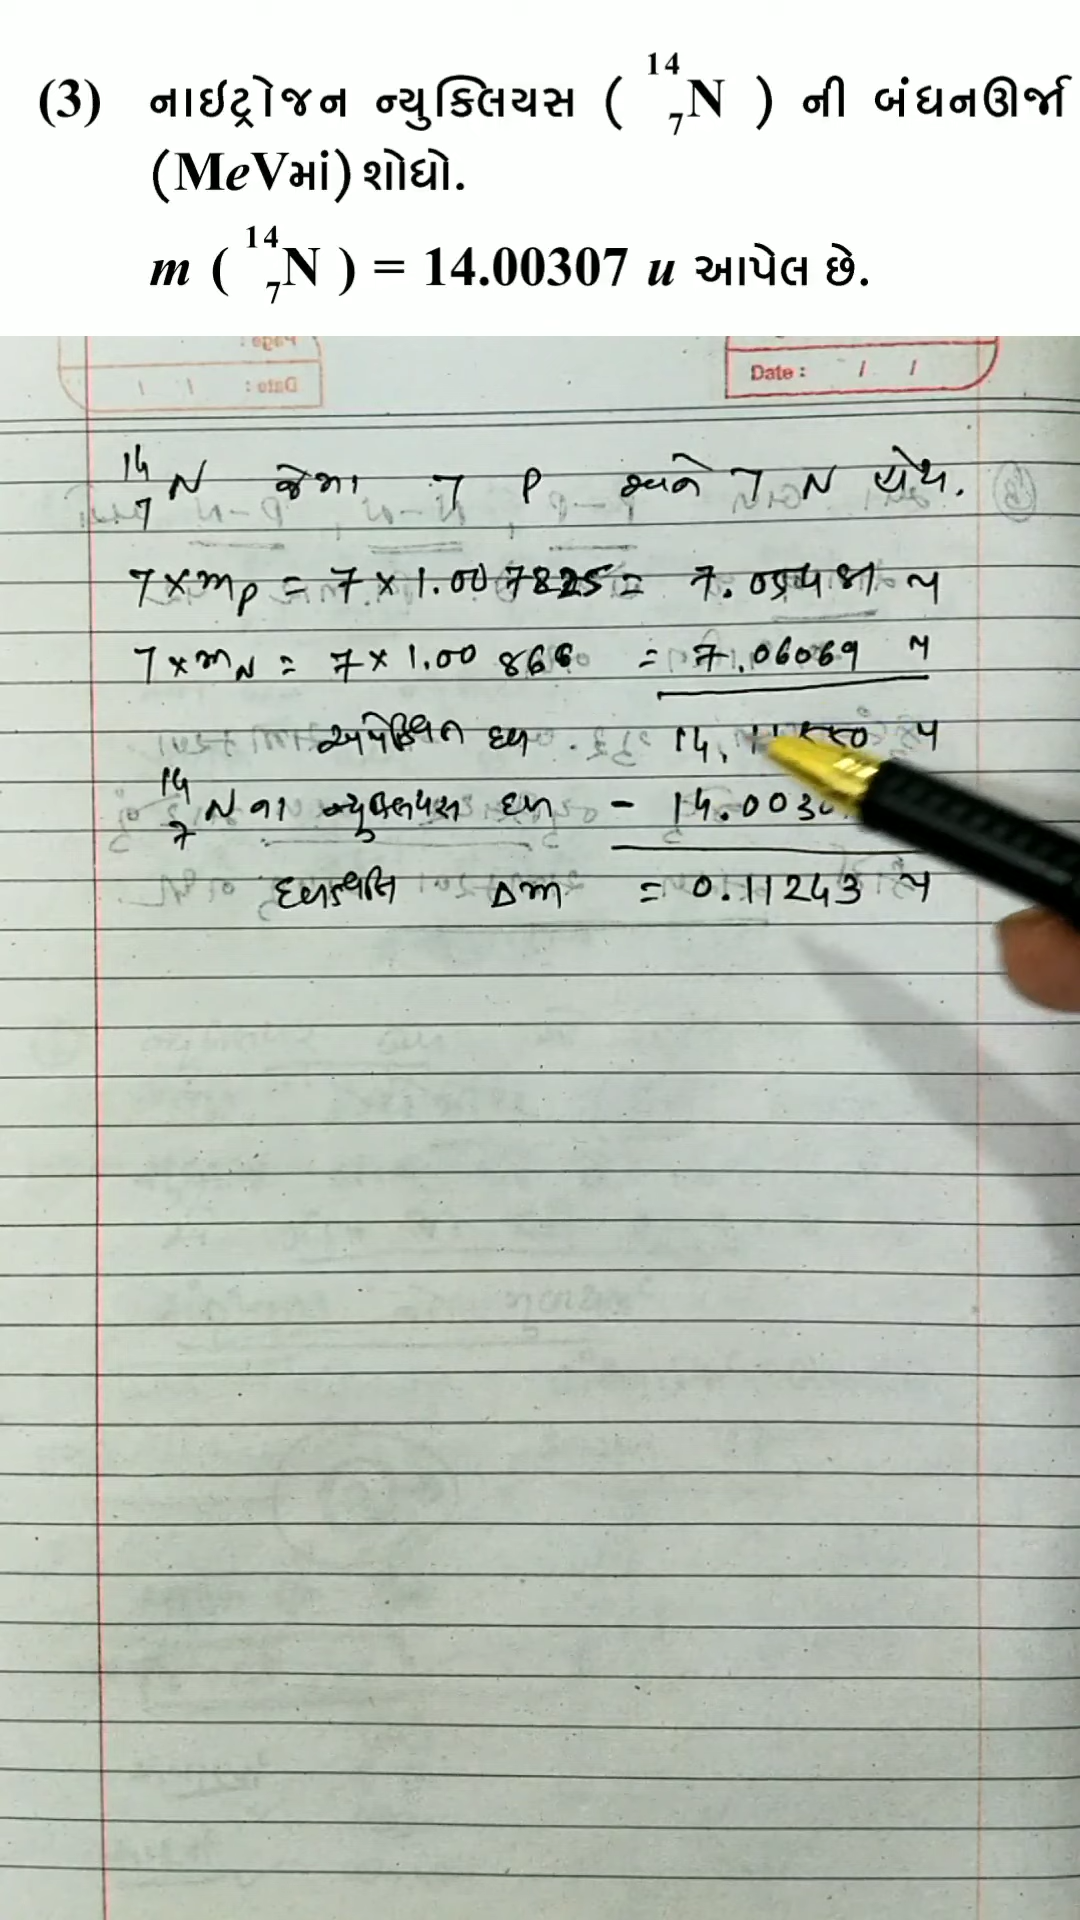 (3) નાઇટ્રોજન ન્યુક્લિયસ ( ¹⁴₇N ) ની બંધનઊર્જા
(MeVમાં) શોધો.
m ( ¹⁴₇N ) = 14.00307 u આપેલ છે.
Date : / /
¹⁴₇N જેમાં 7 P અને 7 N હોય.
7 × mp = 7 × 1.007825 = 7.05481 u
7 × mN = 7 × 1.00866 = 7.06069 u
અપેક્ષિત દળ 14. u
¹⁴₇N ના ન્યુક્લિયસ દળ - 14.003
દળક્ષતિ Δm = 0.11243 u